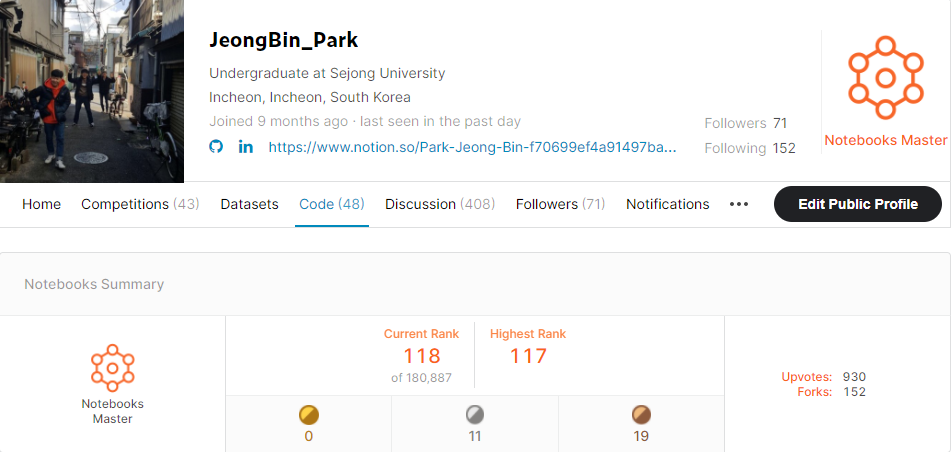 JeongBin_Park
Undergraduate at Sejong University
Incheon, Incheon, South Korea
Joined 9 months ago · last seen in the past day
in https://www.notion.so/Park-Jeong-Bin-f70699ef4a91497ba...
Followers 71
Following 152
Notebooks Master
Home Competitions (43) Datasets Code (48) Discussion (408) Followers (71) Notifications ••• Edit Public Profile
Notebooks Summary
Notebooks
Master
Current Rank
118
of 180,887
Highest Rank
117
0 11 19
Upvotes: 930
Forks: 152